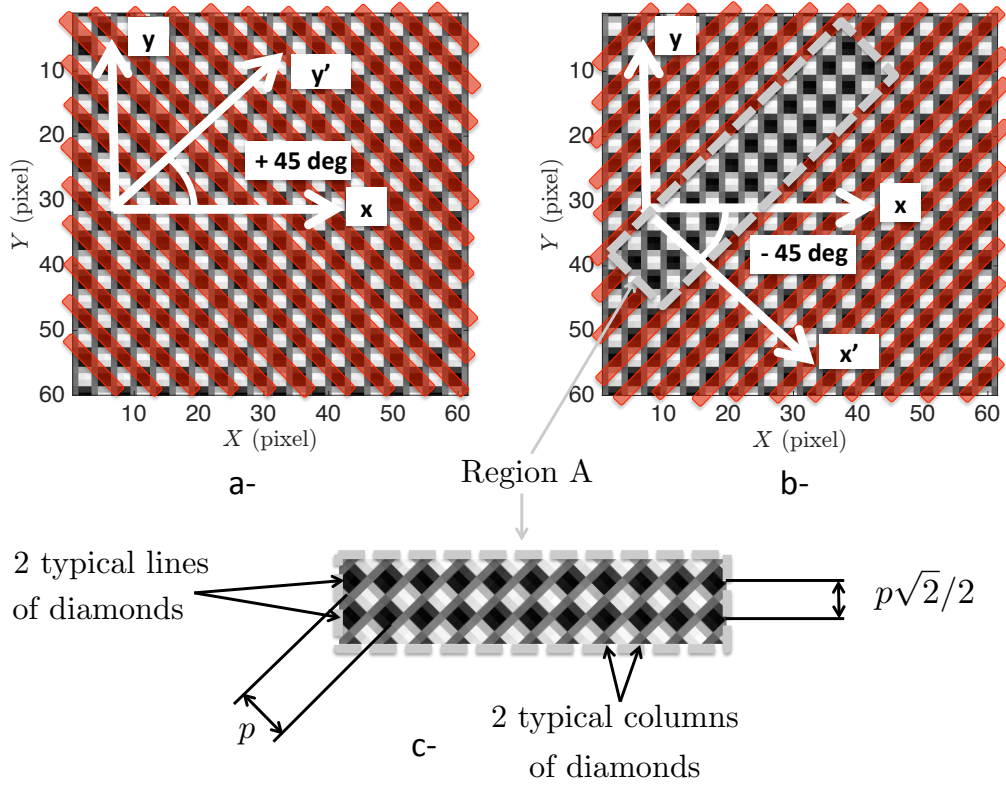 y
y'
+ 45 deg
x
10
20
30
40
50
60
Y (pixel)
10
20
30
40
50
60
X (pixel)
a-
y
x
- 45 deg
x'
10
20
30
40
50
60
Y (pixel)
10
20
30
40
50
60
X (pixel)
b-
Region A
2 typical lines
of diamonds
p√2/2
p
2 typical columns
of diamonds
c-